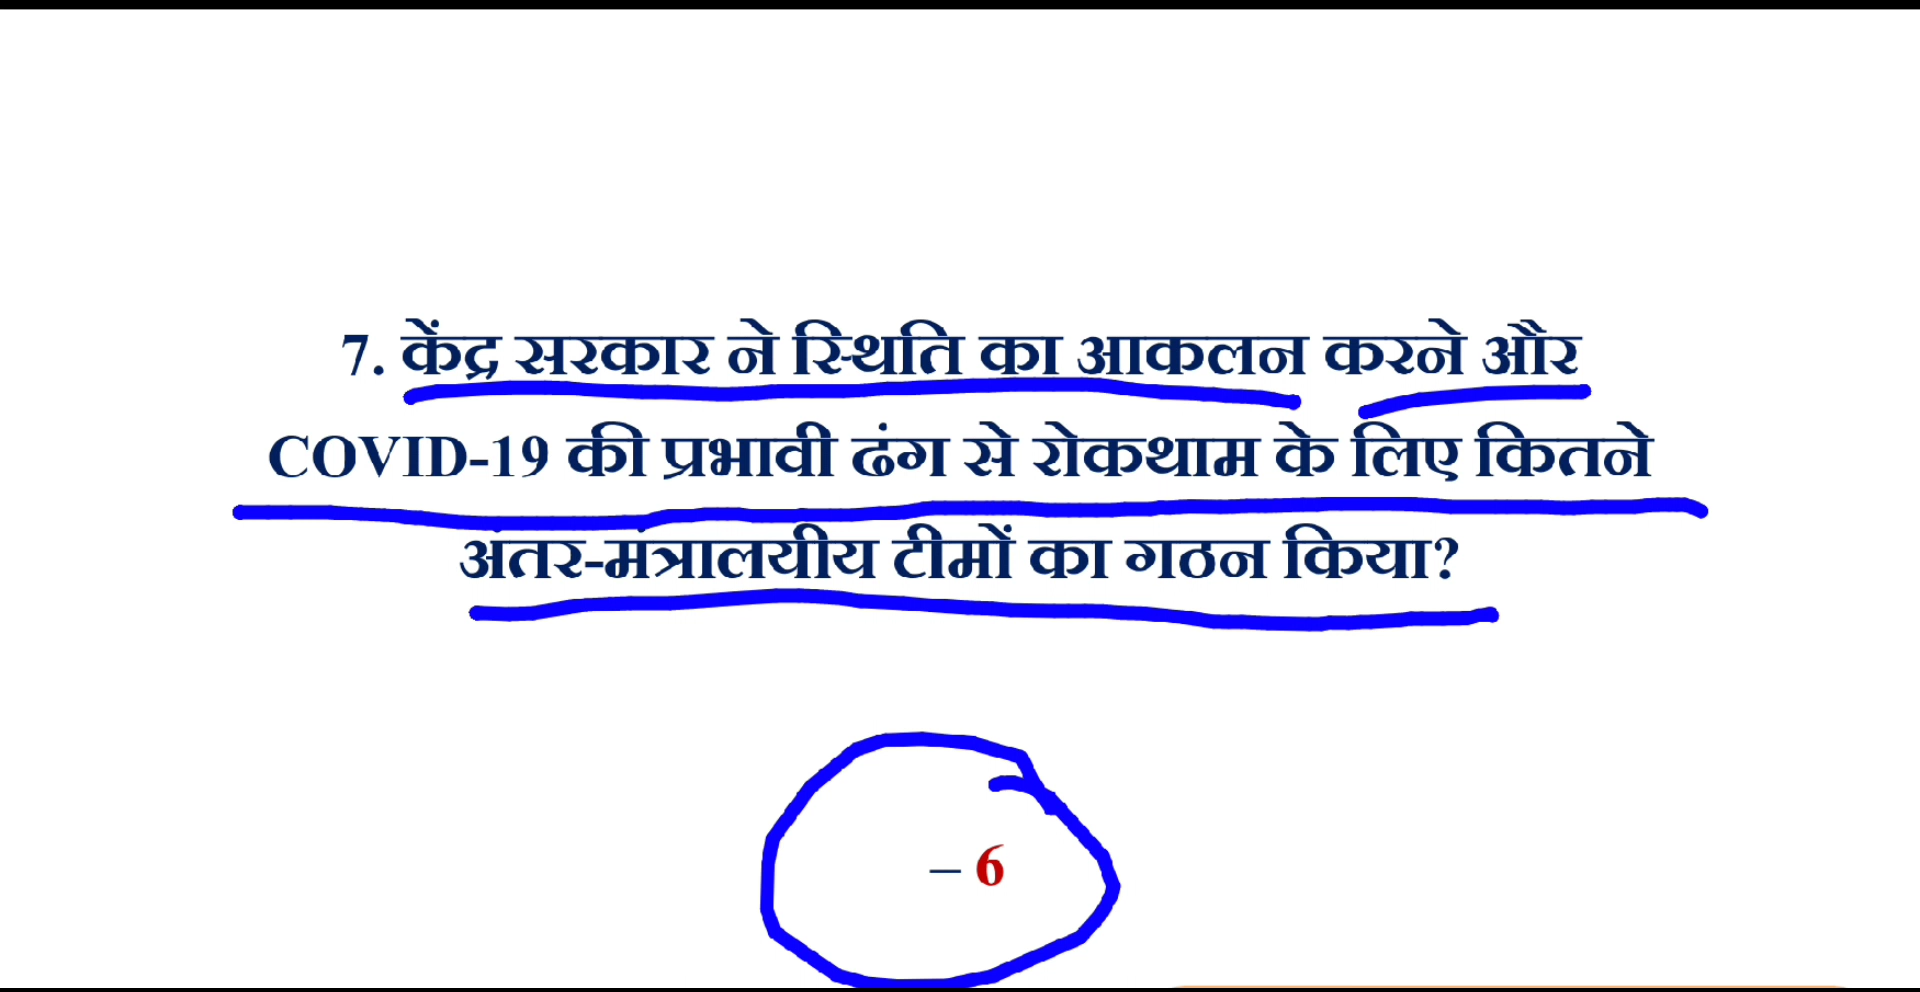 7. केंद्र सरकार ने स्थिति का आकलन करने और
COVID-19 की प्रभावी ढंग से रोकथाम के लिए कितने
अंतर-मंत्रालयीय टीमों का गठन किया?
– 6